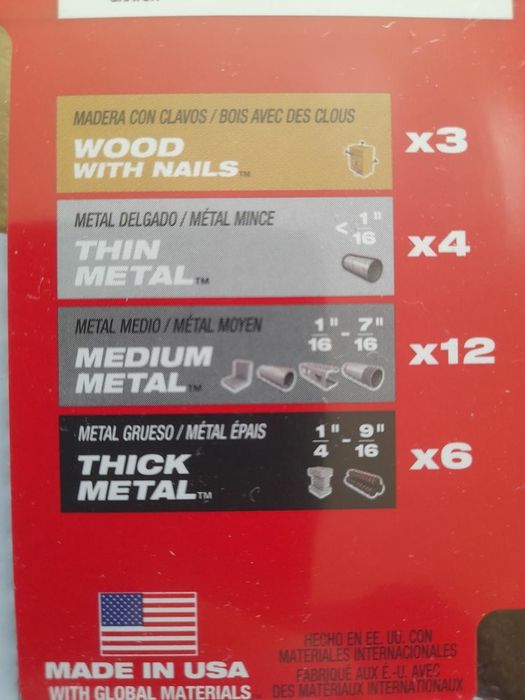 MADERA CON CLAVOS / BOIS AVEC DES CLOUS
WOOD
WITH NAILS™
x3
METAL DELGADO / MÉTAL MINCE
THIN
METAL™
< 1/16"
x4
METAL MEDIO / MÉTAL MOYEN
MEDIUM
METAL™
1/16" - 7/16"
x12
METAL GRUESO / MÉTAL ÉPAIS
THICK
METAL™
1/4" - 9/16"
x6
MADE IN USA
WITH GLOBAL MATERIALS
HECHO EN EE. UU. CON
MATERIALES INTERNACIONALES
FABRIQUÉ AUX É.-U. AVEC
DES MATÉRIAUX INTERNATIONAUX